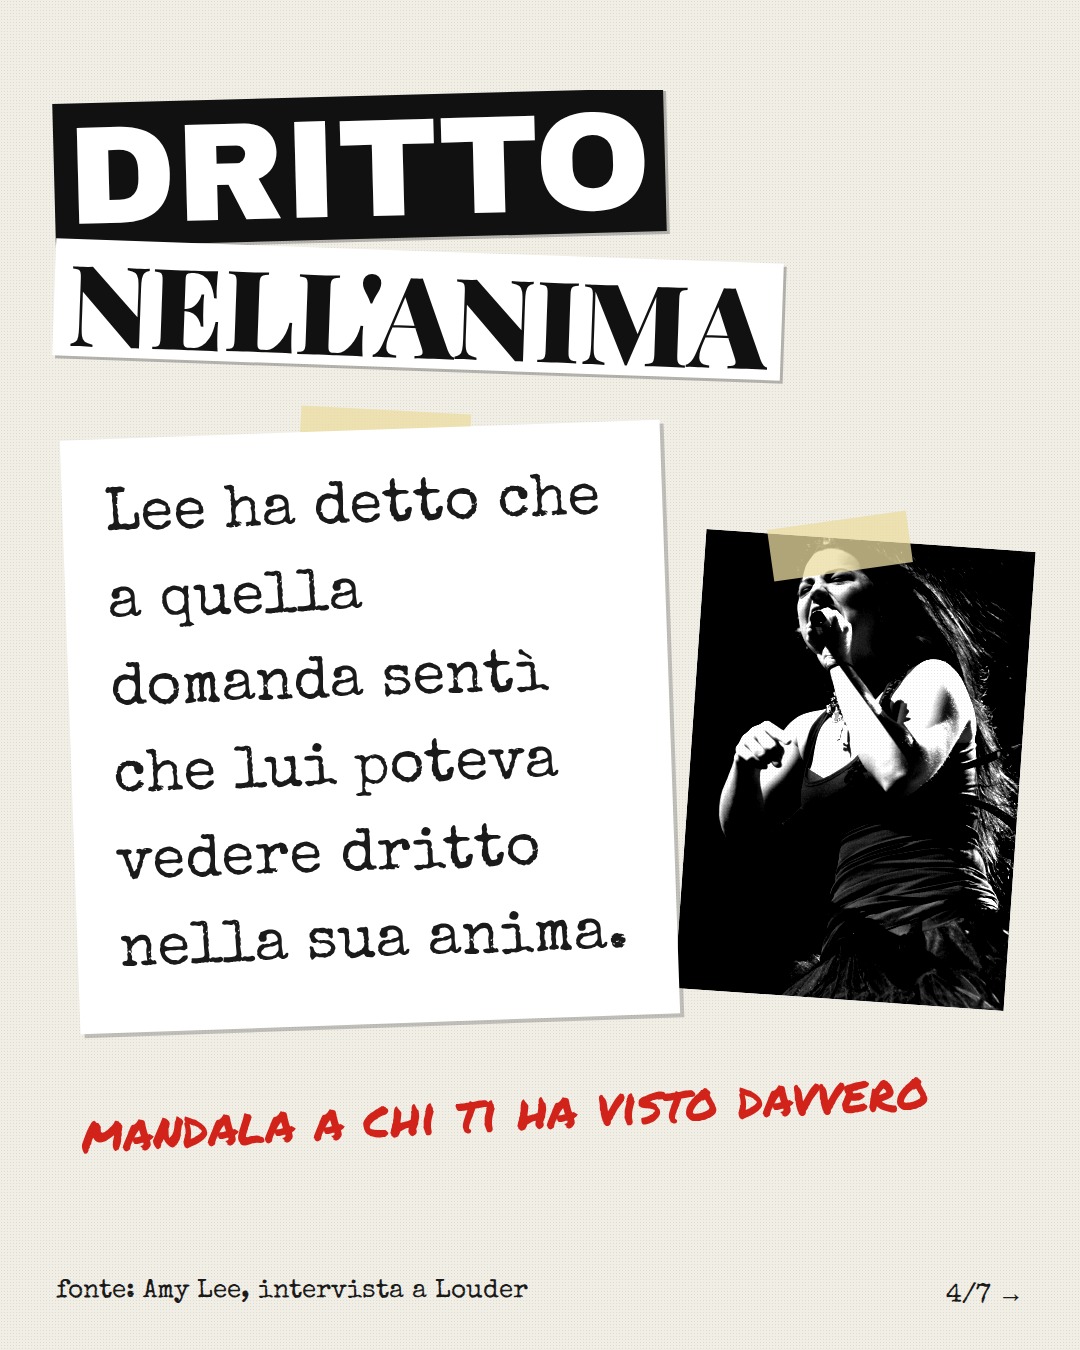 DRITTO
NELL'ANIMA
Lee ha detto che
a quella
domanda sentì
che lui poteva
vedere dritto
nella sua anima.
MANDALA A CHI TI HA VISTO DAVVERO
fonte: Amy Lee, intervista a Louder
4/7 →